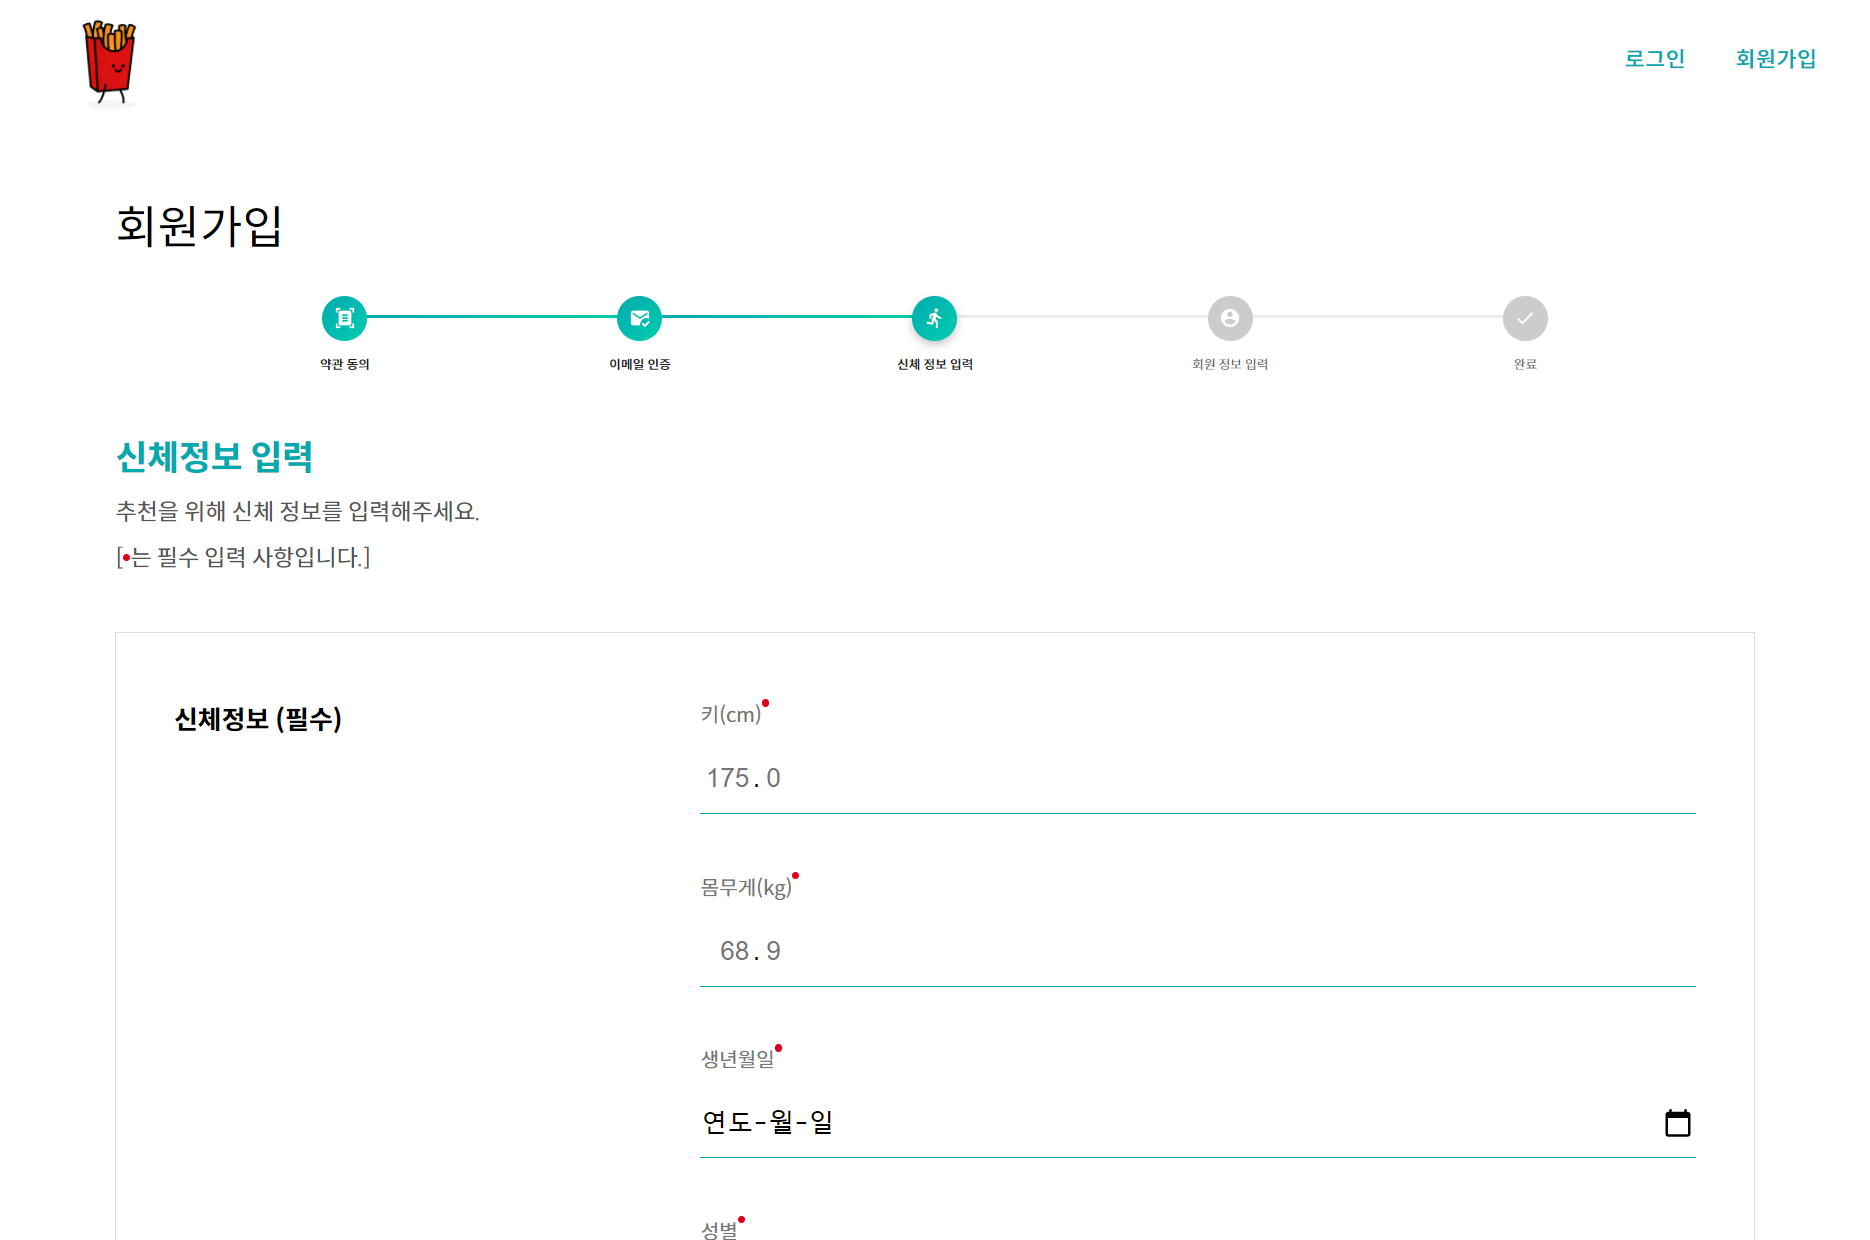 로그인 회원가입
회원가입
약관 동의 이메일 인증 신체 정보 입력 회원 정보 입력 완료
신체정보 입력
추천을 위해 신체 정보를 입력해주세요.
[•는 필수 입력 사항입니다.]
신체정보 (필수)
키(cm)•
175.0
몸무게(kg)•
68.9
생년월일•
연도-월-일
성별•